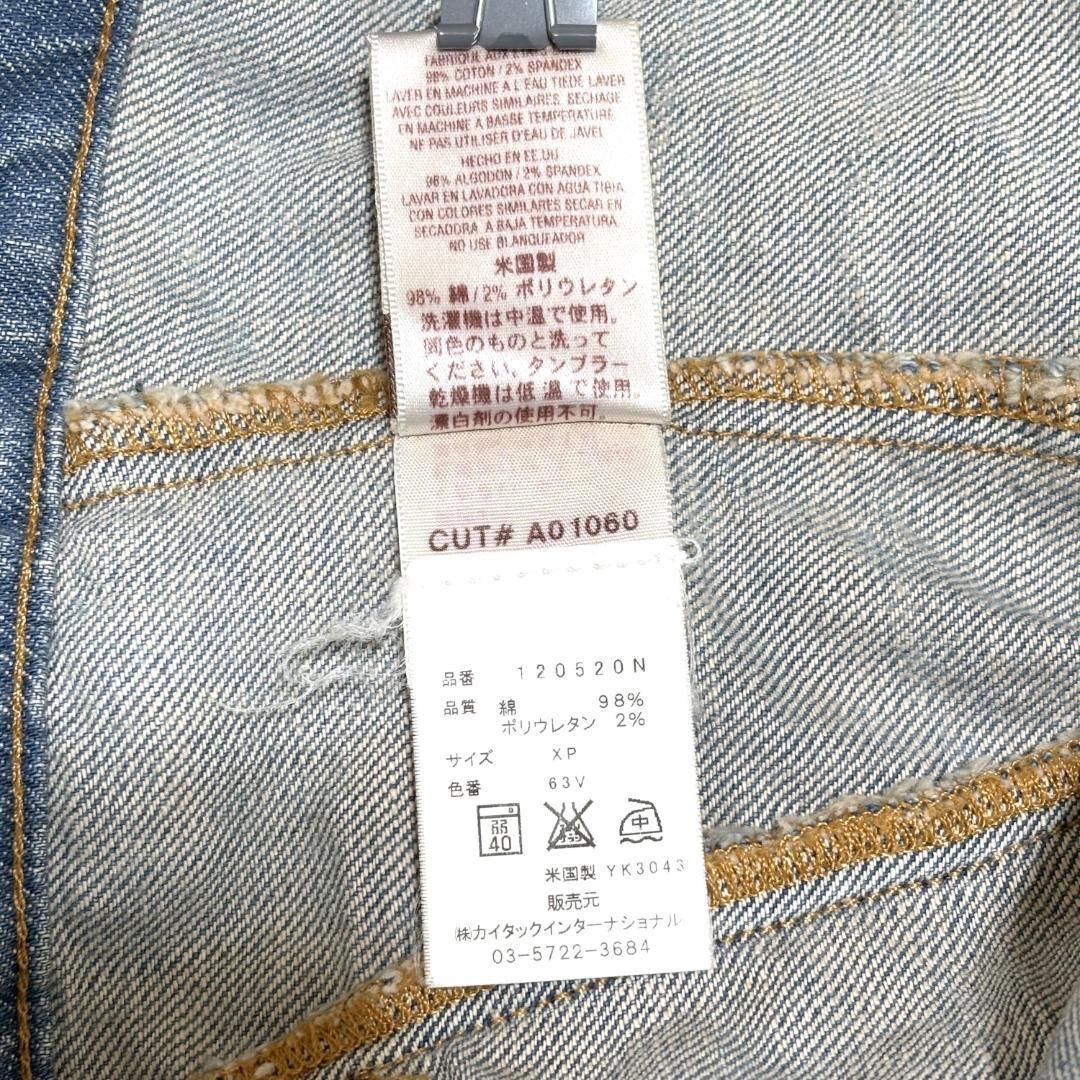 FABRIQUE AUX ETATS-UNIS
98% COTON / 2% SPANDEX
LAVER EN MACHINE A L'EAU TIEDE LAVER
AVEC COULEURS SIMILAIRES. SECHAGE
EN MACHINE A BASSE TEMPERATURE
NE PAS UTILISER D'EAU DE JAVEL
HECHO EN EE.UU
98% ALGODON / 2% SPANDEX
LAVAR EN LAVADORA CON AGUA TIBIA
CON COLORES SIMILARES SECAR EN
SECADORA A BAJA TEMPERATURA
NO USE BLANQUEADOR
米国製
98% 綿/2% ポリウレタン
洗濯機は中温で使用。
同色のものと洗って
ください、タンブラー
乾燥機は低温で使用。
漂白剤の使用不可。
CUT# A01060
品番 120520N
品質 綿 98%
ポリウレタン 2%
サイズ XP
色番 63V
弱
40
エンソサラシ
中
米国製 YK3043
販売元
㈱カイタックインターナショナル
03-5722-3684